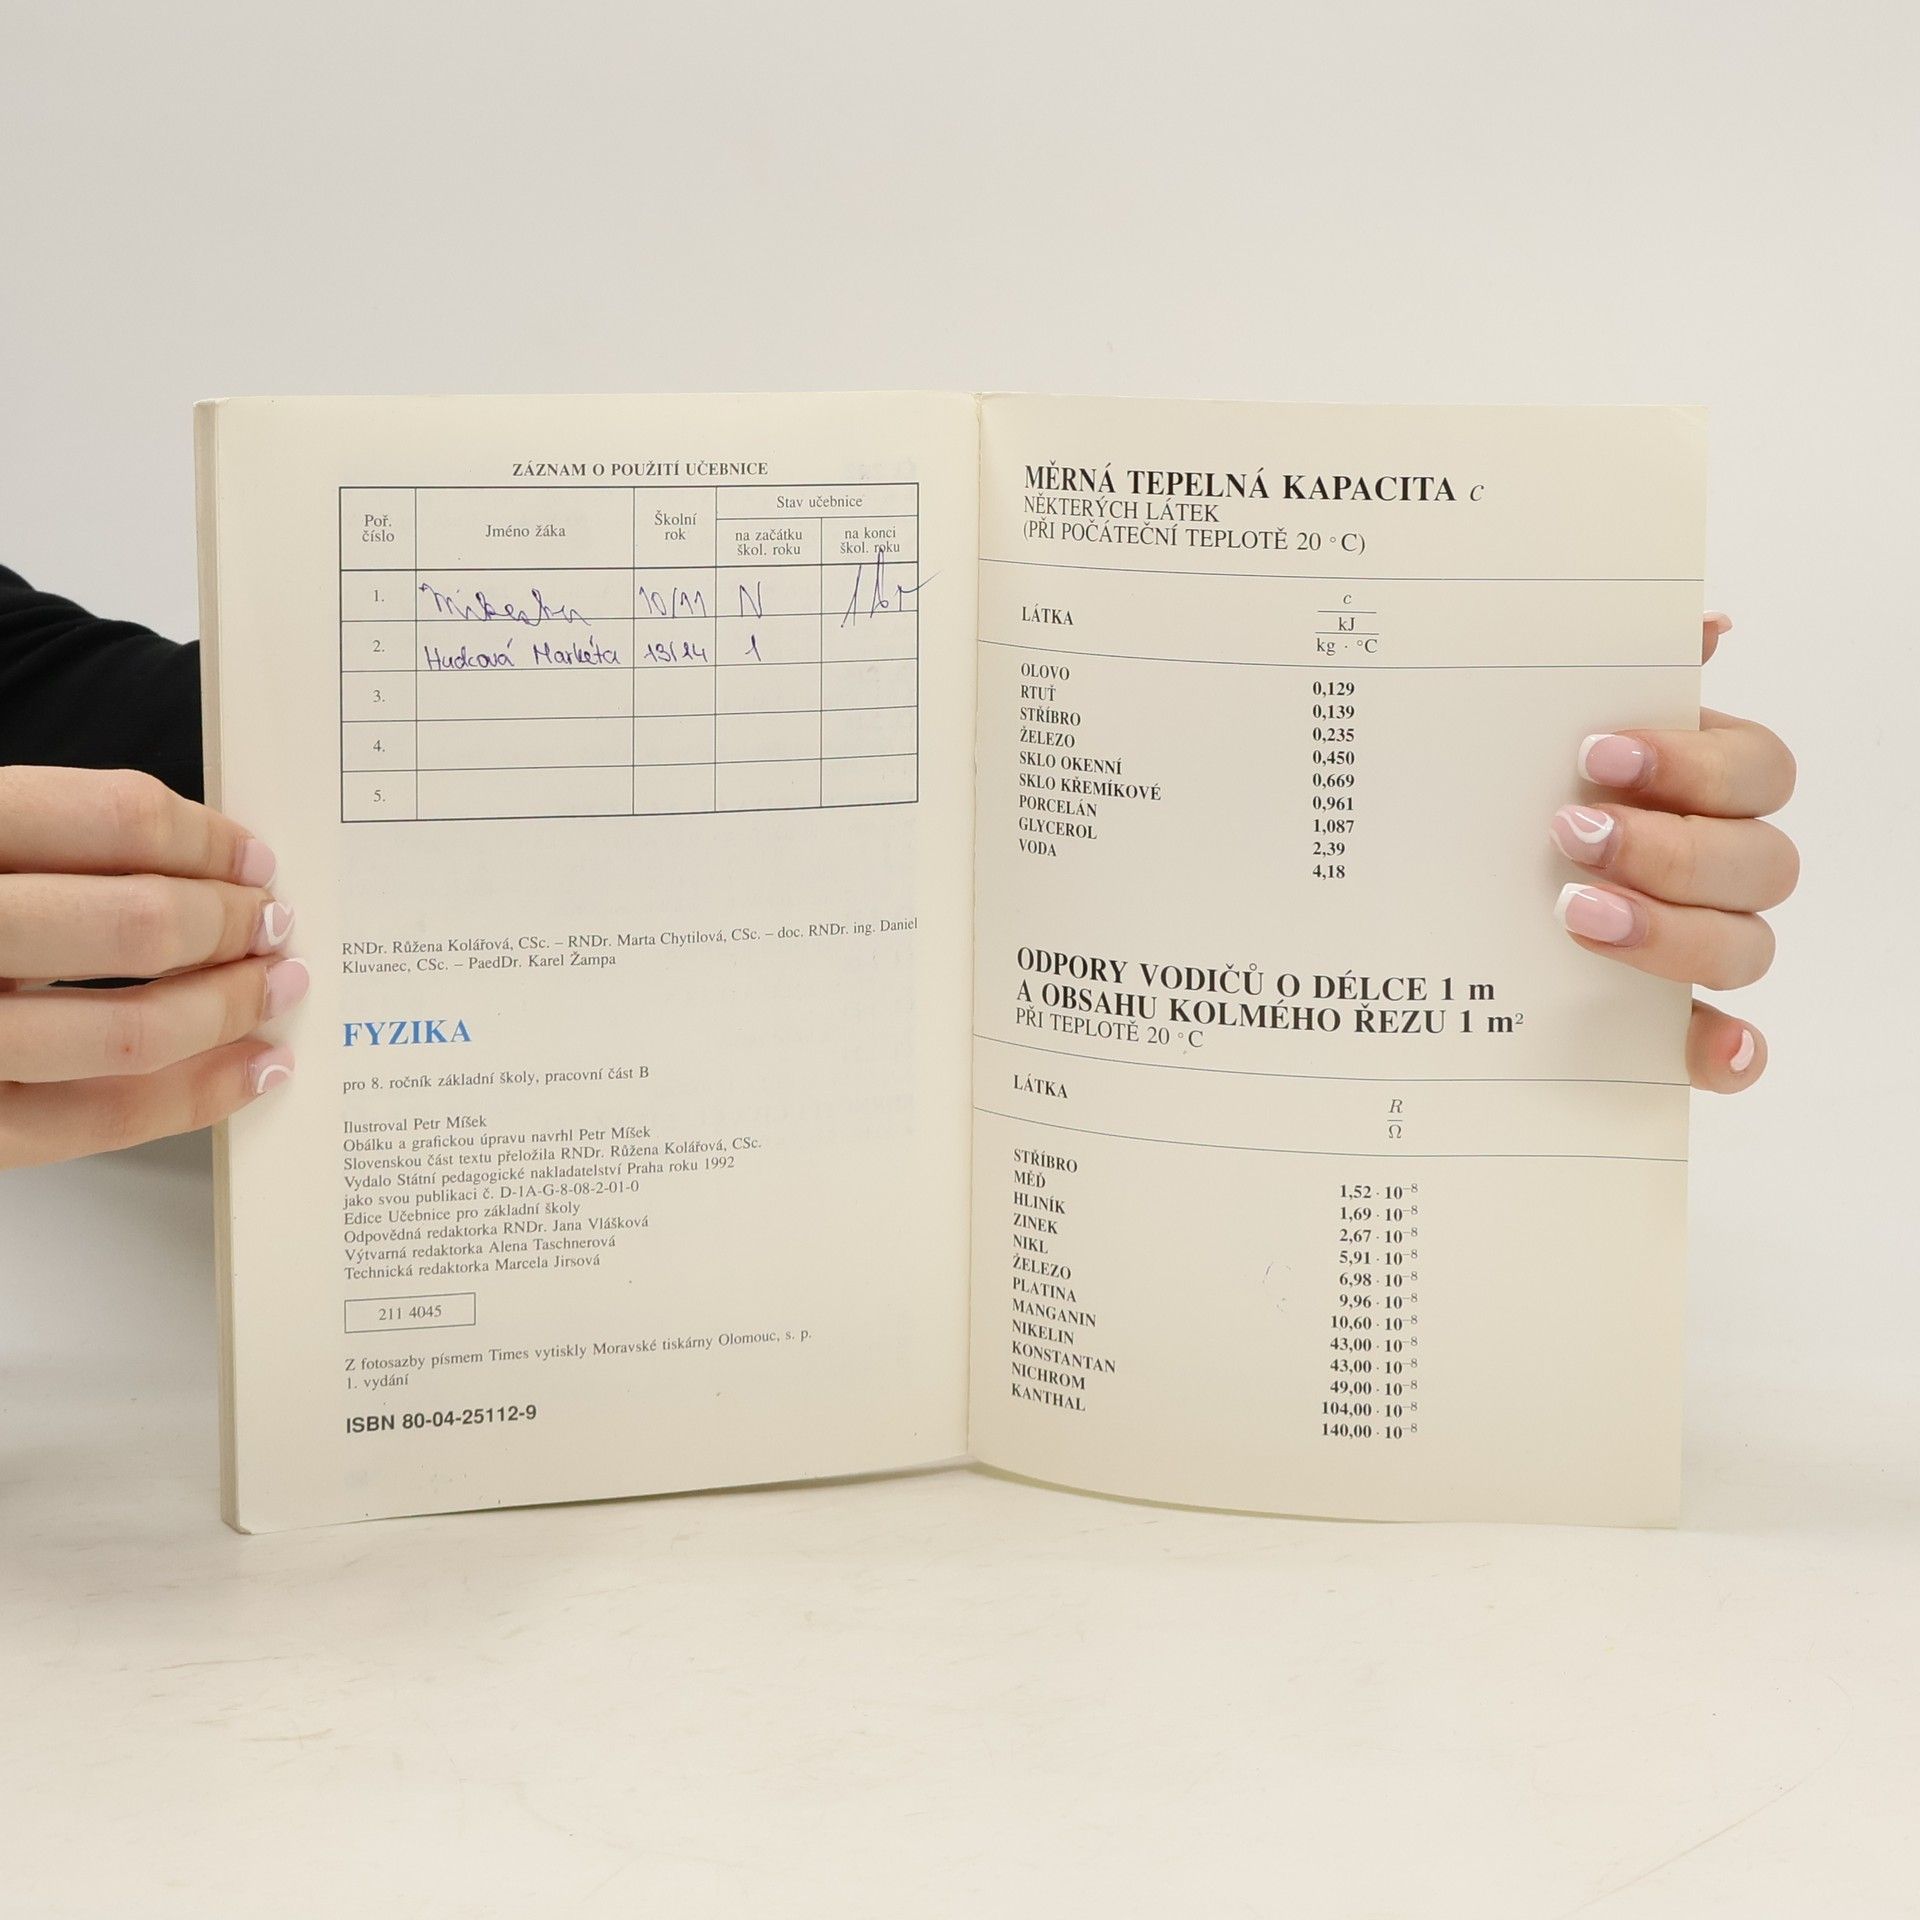 ZÁZNAM O POUŽITÍ UČEBNICE
Poř. číslo
Jméno žáka
Školní rok
Stav učebnice
na začátku škol. roku
na konci škol. roku
1. 10/11 N
2. Hudcová Markéta 13/14 1
3.
4.
5.
RNDr. Růžena Kolářová, CSc. – RNDr. Marta Chytilová, CSc. – doc. RNDr. ing. Daniel
Kluvanec, CSc. – PaedDr. Karel Žampa
FYZIKA
pro 8. ročník základní školy, pracovní část B
Ilustroval Petr Míšek
Obálku a grafickou úpravu navrhl Petr Míšek
Slovenskou část textu přeložila RNDr. Růžena Kolářová, CSc.
Vydalo Státní pedagogické nakladatelství Praha roku 1992
jako svou publikaci č. D-1A-G-8-08-2-01-0
Edice Učebnice pro základní školy
Odpovědná redaktorka RNDr. Jana Vlášková
Výtvarná redaktorka Alena Taschnerová
Technická redaktorka Marcela Jirsová
211 4045
Z fotosazby písmem Times vytiskly Moravské tiskárny Olomouc, s. p.
1. vydání
ISBN 80-04-25112-9
MĚRNÁ TEPELNÁ KAPACITA c
NĚKTERÝCH LÁTEK
(PŘI POČÁTEČNÍ TEPLOTĚ 20 °C)
LÁTKA
c
kJ
kg · °C
OLOVO 0,129
RTUŤ 0,139
STŘÍBRO 0,235
ŽELEZO 0,450
SKLO OKENNÍ 0,669
SKLO KŘEMÍKOVÉ 0,961
PORCELÁN 1,087
GLYCEROL 2,39
VODA 4,18
ODPORY VODIČŮ O DÉLCE 1 m
A OBSAHU KOLMÉHO ŘEZU 1 m²
PŘI TEPLOTĚ 20 °C
LÁTKA
R
Ω
STŘÍBRO 1,52 · 10⁻⁸
MĚĎ 1,69 · 10⁻⁸
HLINÍK 2,67 · 10⁻⁸
ZINEK 5,91 · 10⁻⁸
NIKL 6,98 · 10⁻⁸
ŽELEZO 9,96 · 10⁻⁸
PLATINA 10,60 · 10⁻⁸
MANGANIN 43,00 · 10⁻⁸
NIKELIN 43,00 · 10⁻⁸
KONSTANTAN 49,00 · 10⁻⁸
NICHROM 104,00 · 10⁻⁸
KANTHAL 140,00 · 10⁻⁸